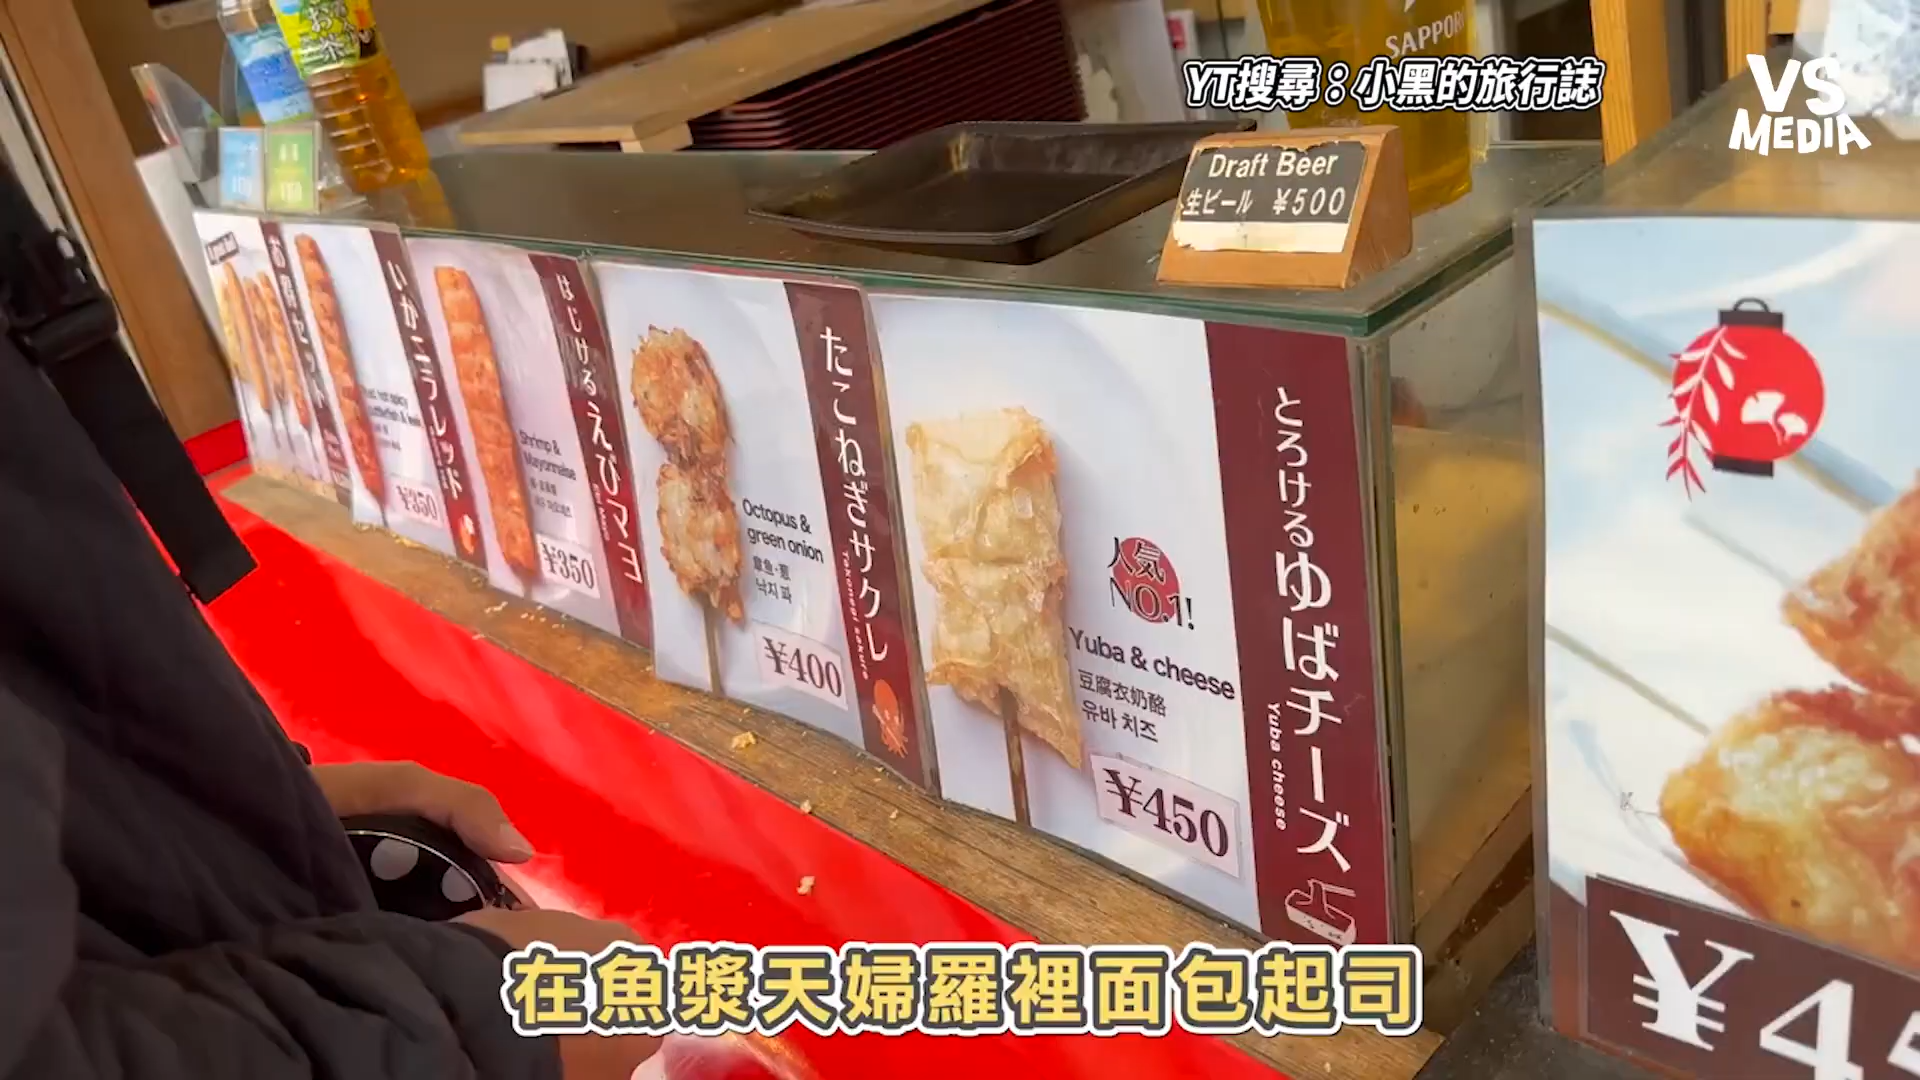 YT搜尋：小黑的旅行誌
VS
MEDIA
SAPPORO
Draft Beer
生ビール ¥500
お得セット
いかニラレッド
¥350
はじけるえびマヨ
Shrimp &
Mayonnaise
¥350
たこねぎサクレ
Takonegi sakure
Octopus &
green onion
章魚·葱
낙지 파
¥400
とろけるゆばチーズ
Yuba cheese
人気
NO.1!
Yuba & cheese
豆腐衣奶酪
유바 치즈
¥450
¥45
在魚漿天婦羅裡面包起司